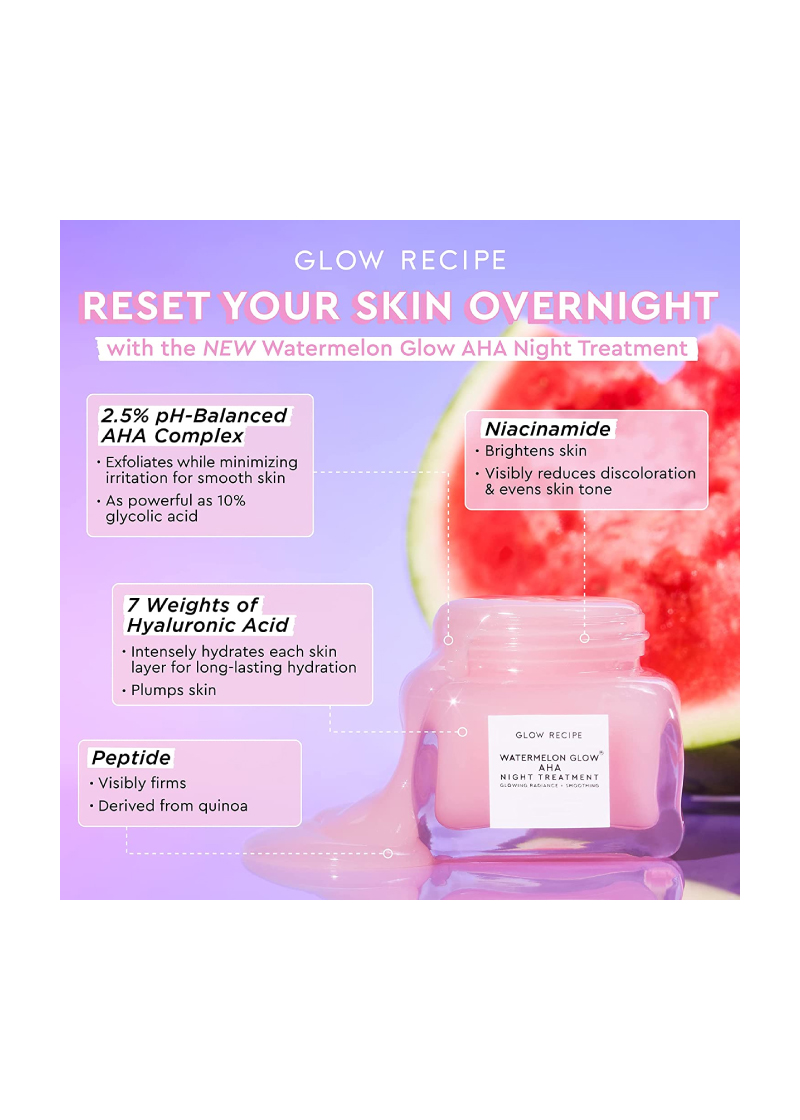 GLOW RECIPE
RESET YOUR SKIN OVERNIGHT
with the NEW Watermelon Glow AHA Night Treatment
2.5% pH-Balanced
AHA Complex
• Exfoliates while minimizing
irritation for smooth skin
• As powerful as 10%
glycolic acid
Niacinamide
• Brightens skin
• Visibly reduces discoloration
& evens skin tone
7 Weights of
Hyaluronic Acid
• Intensely hydrates each skin
layer for long-lasting hydration
• Plumps skin
Peptide
• Visibly firms
• Derived from quinoa
GLOW RECIPE
WATERMELON GLOW
AHA
NIGHT TREATMENT
GLOWING RADIANCE + SMOOTHING